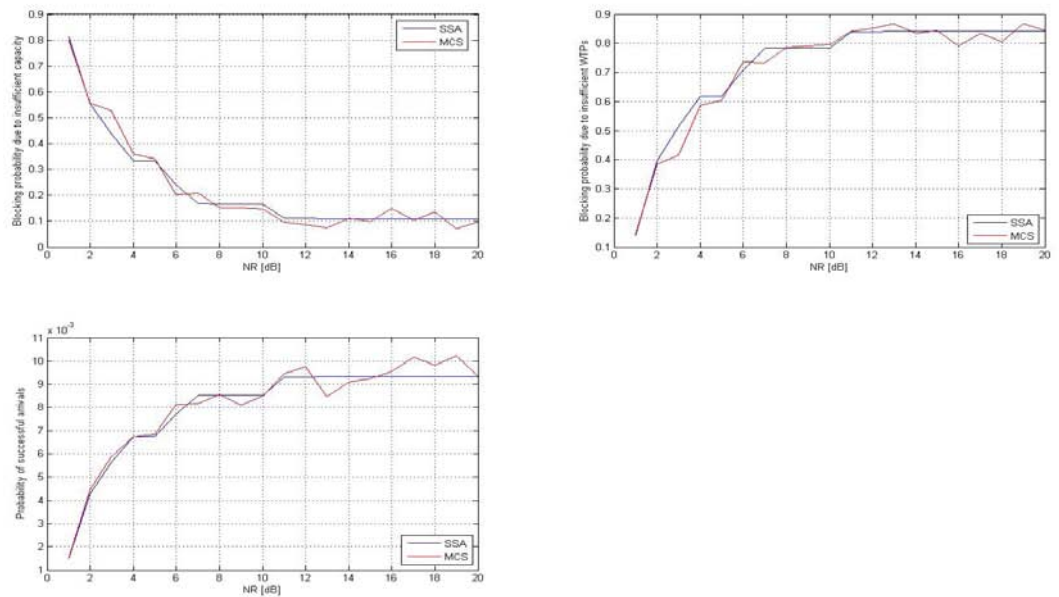 Blocking probability due to insufficient capacity
0.9
0.8
0.7
0.6
0.5
0.4
0.3
0.2
0.1
0
0 2 4 6 8 10 12 14 16 18 20
NR [dB]
SSA
MCS
Blocking probability due to insufficient WTPs
0.9
0.8
0.7
0.6
0.5
0.4
0.3
0.2
0.1
0 2 4 6 8 10 12 14 16 18 20
NR [dB]
SSA
MCS
x 10-3
Probability of successful arrivals
11
10
9
8
7
6
5
4
3
2
1
0 2 4 6 8 10 12 14 16 18 20
NR [dB]
SSA
MCS